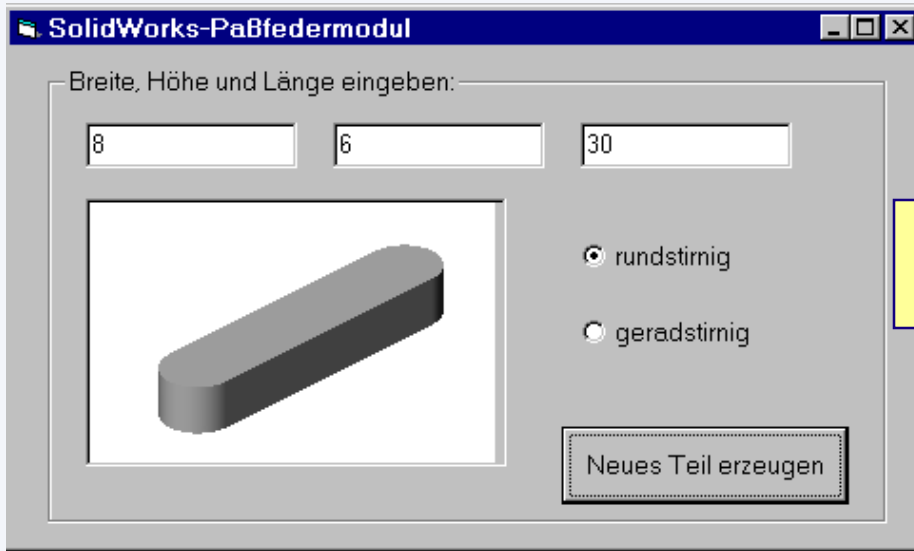 SolidWorks-Paßfedermodul
Breite, Höhe und Länge eingeben:
8 6 30
rundstirnig
geradstirnig
Neues Teil erzeugen